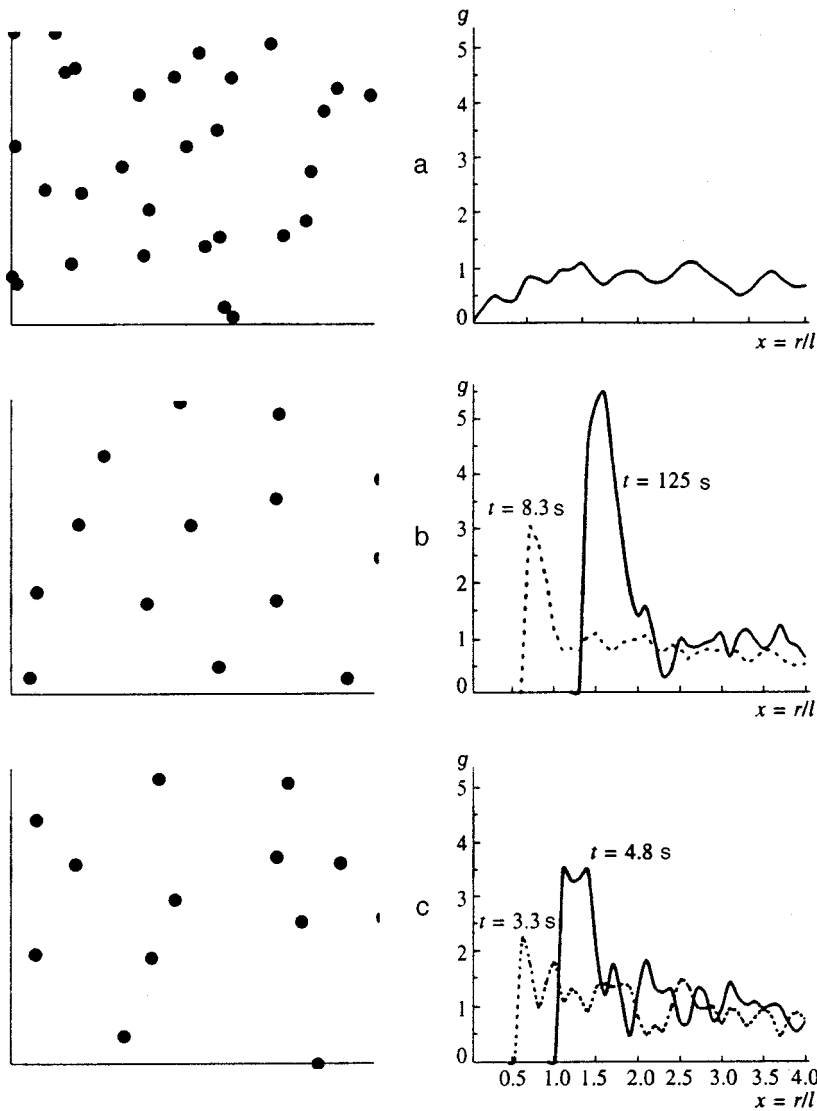 g
5
4
3
2
1
0
x = r/l
a
g
5
4
3
2
1
0
t = 125 s
t = 8.3 s
x = r/l
b
g
5
4
3
2
1
0
t = 4.8 s
t = 3.3 s
0.5 1.0 1.5 2.0 2.5 3.0 3.5 4.0
x = r/l
c